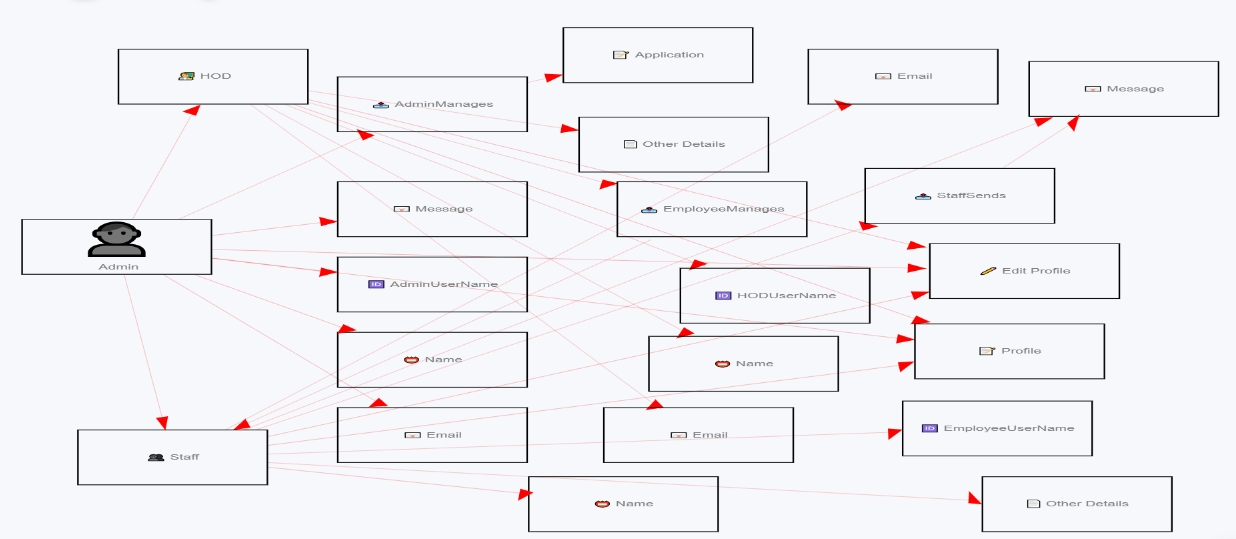 Application
HOD
Email
Message
AdminManages
Other Details
StaffSends
Message
EmployeeManages
Admin
Edit Profile
AdminUserName
HODUserName
Profile
Name
Name
Email
Email
EmployeeUserName
Staff
Name
Other Details